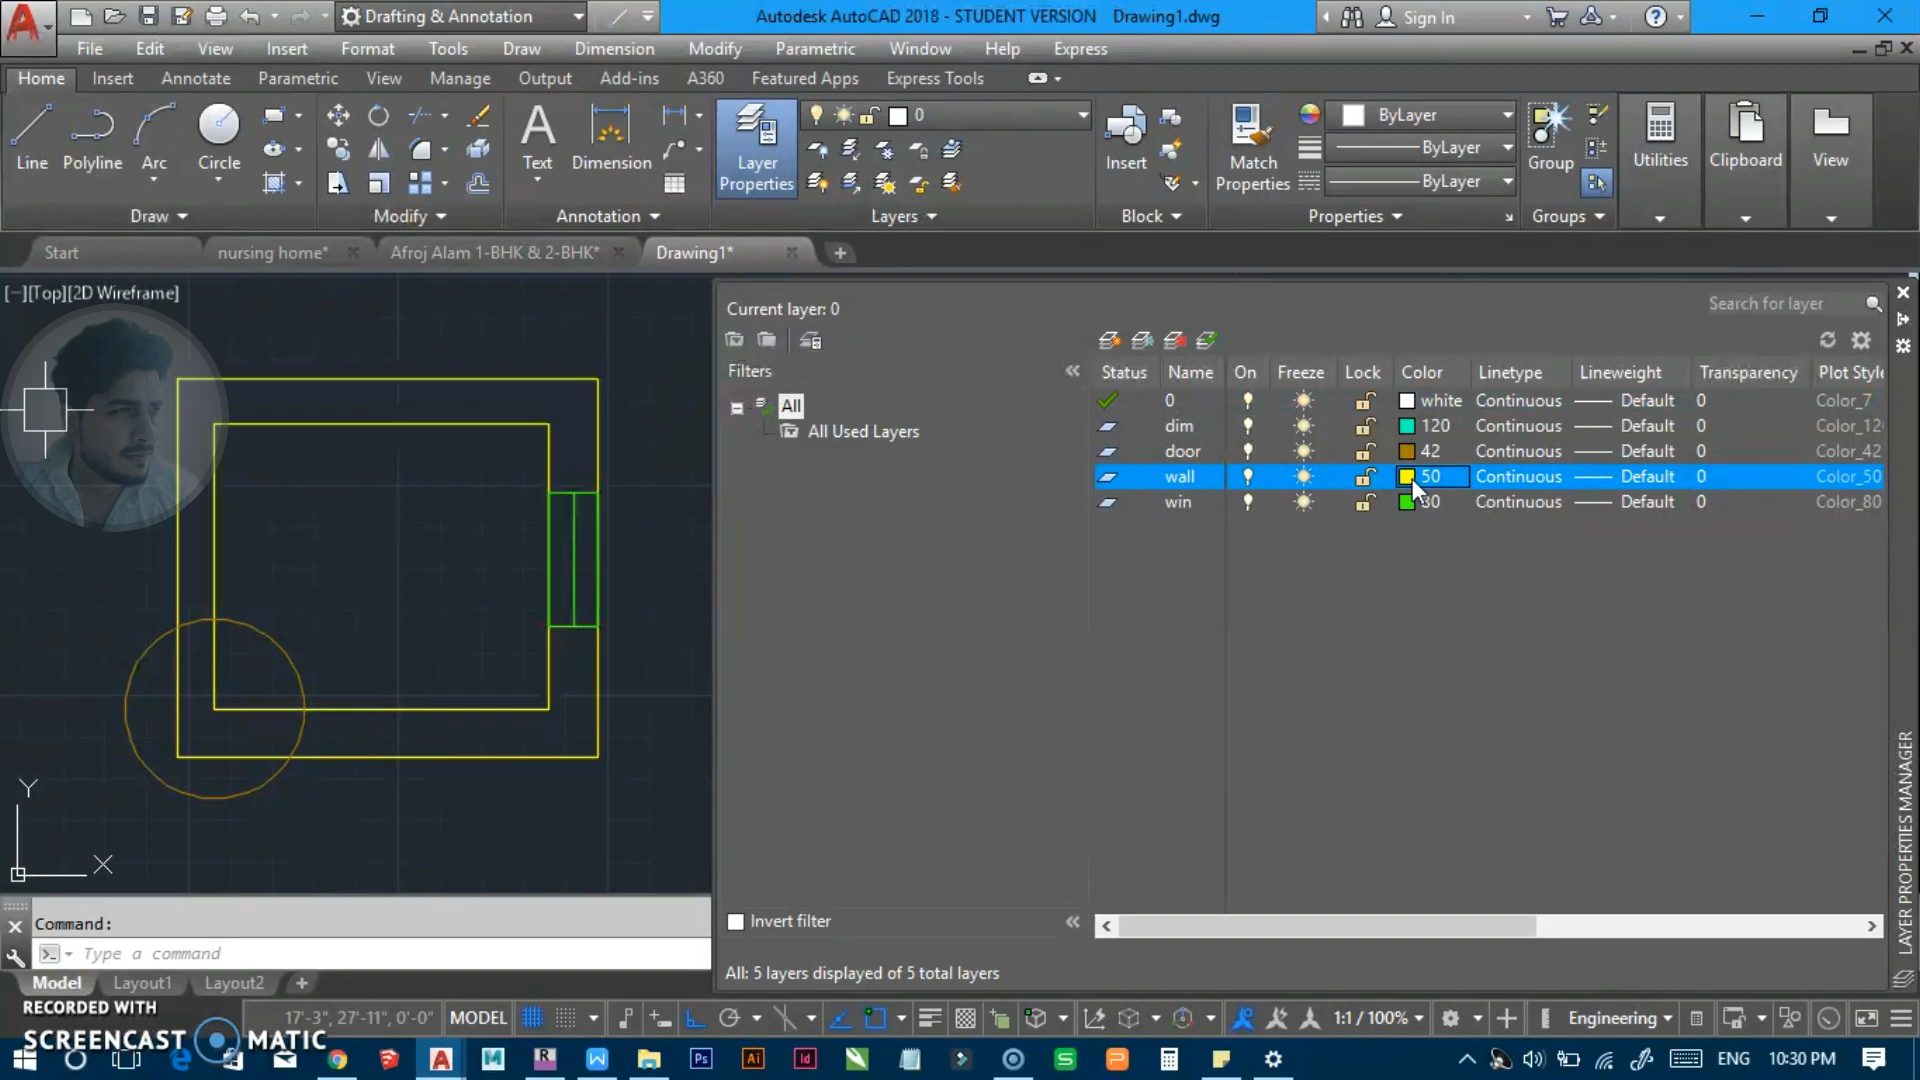 Drafting & Annotation
Autodesk AutoCAD 2018 - STUDENT VERSION Drawing1.dwg
Sign In
File Edit View Insert Format Tools Draw Dimension Modify Parametric Window Help Express
Home Insert Annotate Parametric View Manage Output Add-ins A360 Featured Apps Express Tools
0
ByLayer
ByLayer
ByLayer
Line Polyline Arc Circle
Text Dimension
Layer Properties
Insert
Match Properties
Group
Utilities Clipboard View
Draw Modify Annotation Layers Block Properties Groups
Start nursing home* Afroj Alam 1-BHK & 2-BHK* Drawing1*
[−][Top][2D Wireframe]
Current layer: 0
Search for layer
Filters
Status Name On Freeze Lock Color Linetype Lineweight Transparency Plot Style
All
All Used Layers
0 white Continuous Default 0 Color_7
dim 120 Continuous Default 0 Color_12
door 42 Continuous Default 0 Color_42
wall 50 Continuous Default 0 Color_50
win 80 Continuous Default 0 Color_80
Y
X
LAYER PROPERTIES MANAGER
Invert filter
All: 5 layers displayed of 5 total layers
Command:
Type a command
Model Layout1 Layout2
RECORDED WITH
SCREENCAST MATIC
17'-3", 27'-11", 0'-0" MODEL 1:1 / 100% Engineering
Ps Ai Id
ENG 10:30 PM